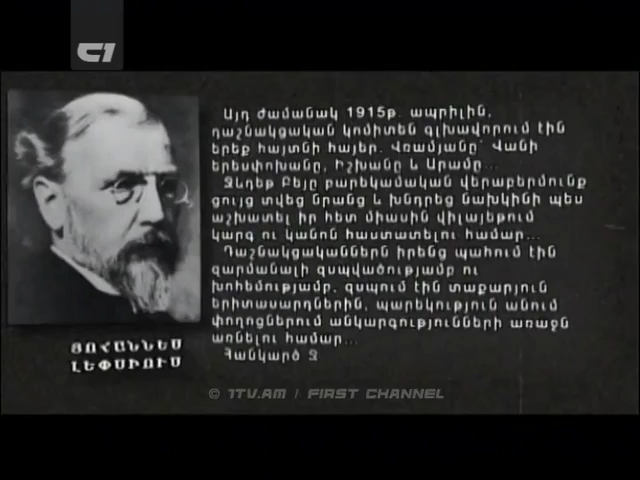 C1
Այդ ժամանակ 1915թ. ապրիլին,
դաշնակցական կոմիտեն գլխավորում էին
երեք հայտնի հայեր. Վռամյանը՝ Վանի
երեսփոխանը, Իշխանը և Արամը...
Ջևդեթ Բեյը բարեկամական վերաբերմունք
ցույց տվեց նրանց և խնդրեց նախկինի պես
աշխատել իր հետ միասին վիլայեթում
կարգ ու կանոն հաստատելու համար...
Դաշնակցականներն իրենց պահում էին
զարմանալի զսպվածությամբ ու
խոհեմությամբ, զսպում էին տաքարյուն
երիտասարդներին, պարեկություն անում
փողոցներում անկարգությունների առաջն
առնելու համար...
Հանկարծ Ջ
ՅՈՀԱՆՆԵՍ
ԼԵՓՍԻՈՒՍ
© 1TV.AM / FIRST CHANNEL